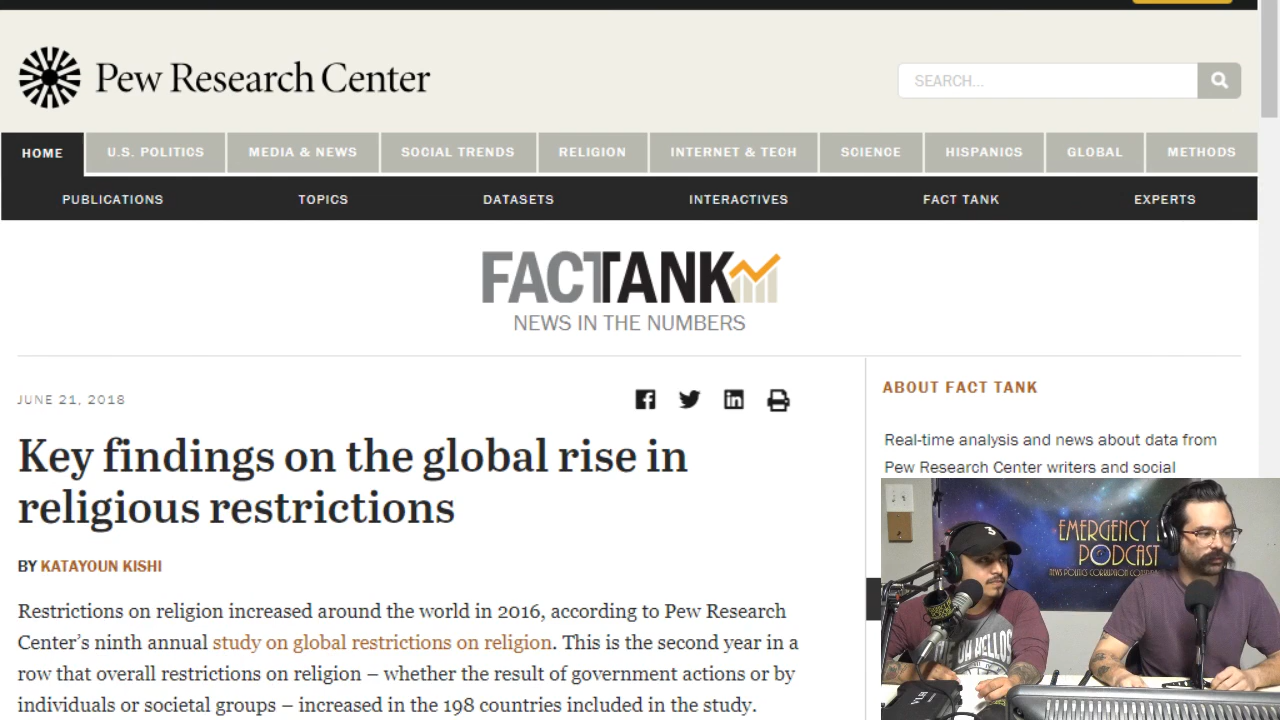 Pew Research Center
SEARCH...
HOME
U.S. POLITICS
MEDIA & NEWS
SOCIAL TRENDS
RELIGION
INTERNET & TECH
SCIENCE
HISPANICS
GLOBAL
METHODS
PUBLICATIONS
TOPICS
DATASETS
INTERACTIVES
FACT TANK
EXPERTS
FACTTANK
NEWS IN THE NUMBERS
JUNE 21, 2018
Key findings on the global rise in
religious restrictions
BY KATAYOUN KISHI
Restrictions on religion increased around the world in 2016, according to Pew Research
Center’s ninth annual study on global restrictions on religion. This is the second year in a
row that overall restrictions on religion – whether the result of government actions or by
individuals or societal groups – increased in the 198 countries included in the study.
ABOUT FACT TANK
Real-time analysis and news about data from
Pew Research Center writers and social
EMERGENCY
PODCAST
NEWS POLITICS CORRUPTION
3